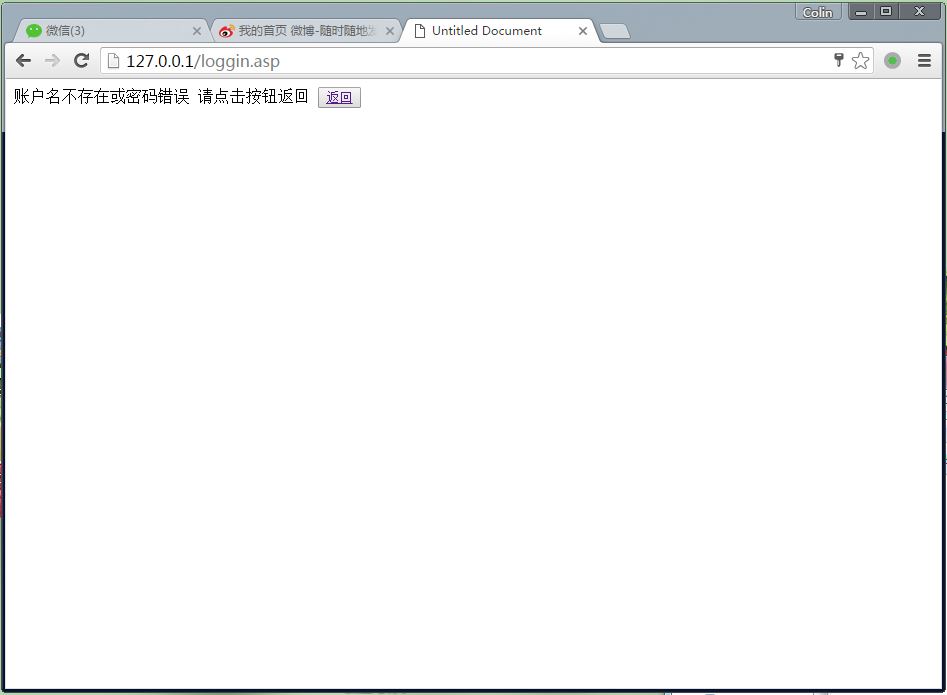 Colin
微信(3)
我的首页 微博-随时随地发
Untitled Document
127.0.0.1/loggin.asp
账户名不存在或密码错误 请点击按钮返回 返回